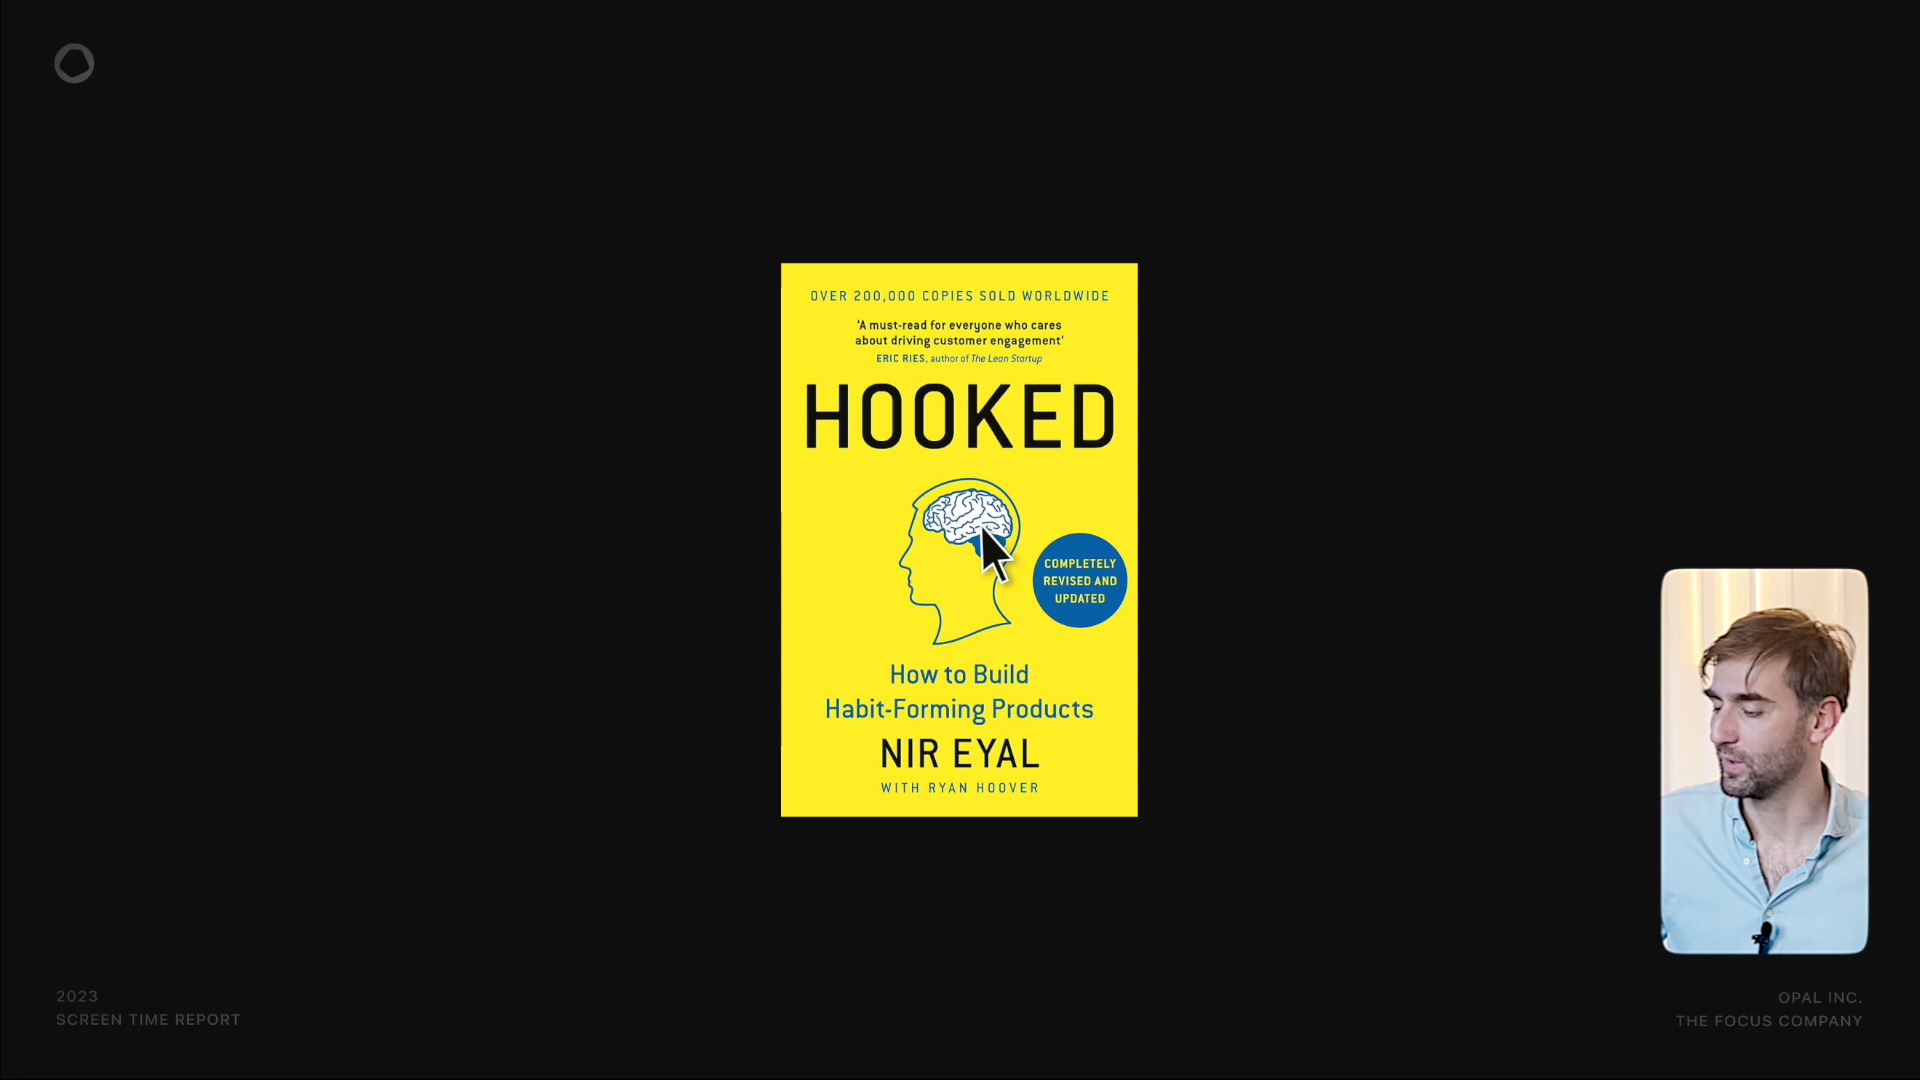 OVER 200,000 COPIES SOLD WORLDWIDE
‘A must-read for everyone who cares
about driving customer engagement’
ERIC RIES, author of The Lean Startup
HOOKED
COMPLETELY
REVISED AND
UPDATED
How to Build
Habit-Forming Products
NIR EYAL
WITH RYAN HOOVER
2023
SCREEN TIME REPORT
OPAL INC.
THE FOCUS COMPANY